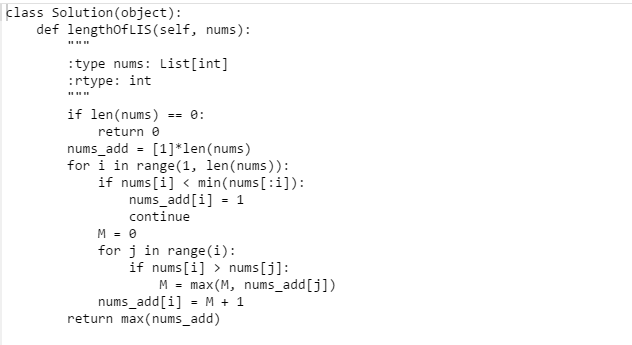 class Solution(object):
    def lengthOfLIS(self, nums):
        """
        :type nums: List[int]
        :rtype: int
        """
        if len(nums) == 0:
            return 0
        nums_add = [1]*len(nums)
        for i in range(1, len(nums)):
            if nums[i] < min(nums[:i]):
                nums_add[i] = 1
                continue
            M = 0
            for j in range(i):
                if nums[i] > nums[j]:
                    M = max(M, nums_add[j])
            nums_add[i] = M + 1
        return max(nums_add)